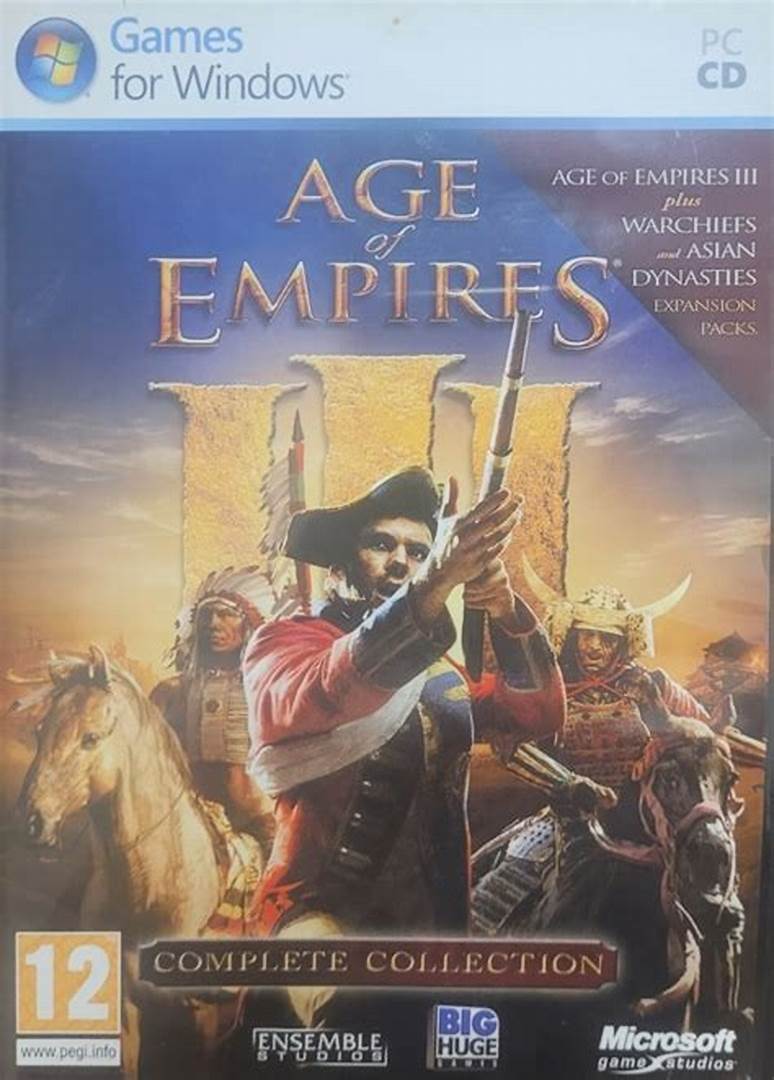 Games
for Windows
PC
CD
AGE
of
EMPIRES®
III
AGE OF EMPIRES III
plus
WARCHIEFS
and ASIAN
DYNASTIES
EXPANSION
PACKS
COMPLETE COLLECTION
12
www.pegi.info
ENSEMBLE
STUDIOS
BIG
HUGE
GAMES
Microsoft
game studios